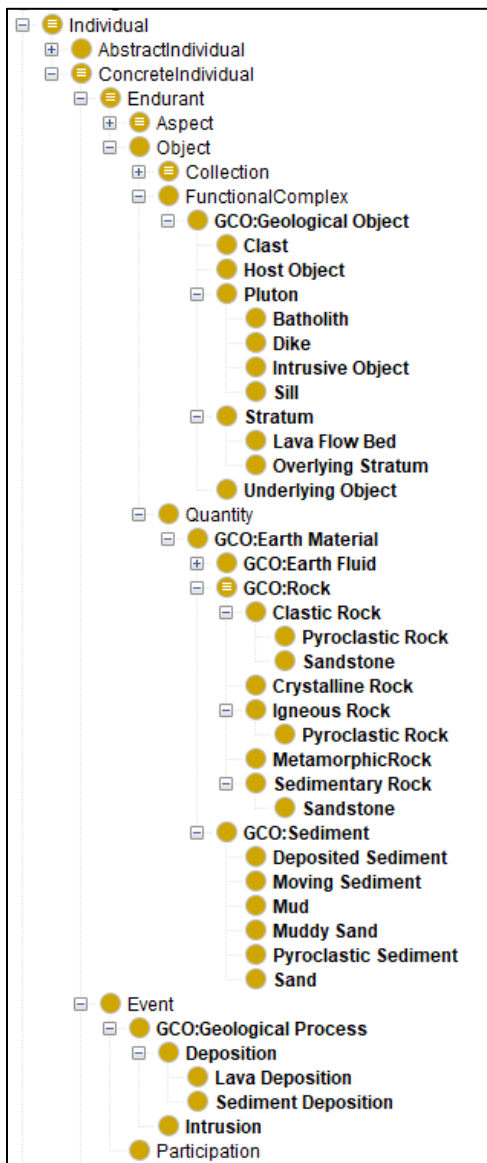 Individual
AbstractIndividual
ConcreteIndividual
Endurant
Aspect
Object
Collection
FunctionalComplex
GCO:Geological Object
Clast
Host Object
Pluton
Batholith
Dike
Intrusive Object
Sill
Stratum
Lava Flow Bed
Overlying Stratum
Underlying Object
Quantity
GCO:Earth Material
GCO:Earth Fluid
GCO:Rock
Clastic Rock
Pyroclastic Rock
Sandstone
Crystalline Rock
Igneous Rock
Pyroclastic Rock
MetamorphicRock
Sedimentary Rock
Sandstone
GCO:Sediment
Deposited Sediment
Moving Sediment
Mud
Muddy Sand
Pyroclastic Sediment
Sand
Event
GCO:Geological Process
Deposition
Lava Deposition
Sediment Deposition
Intrusion
Participation